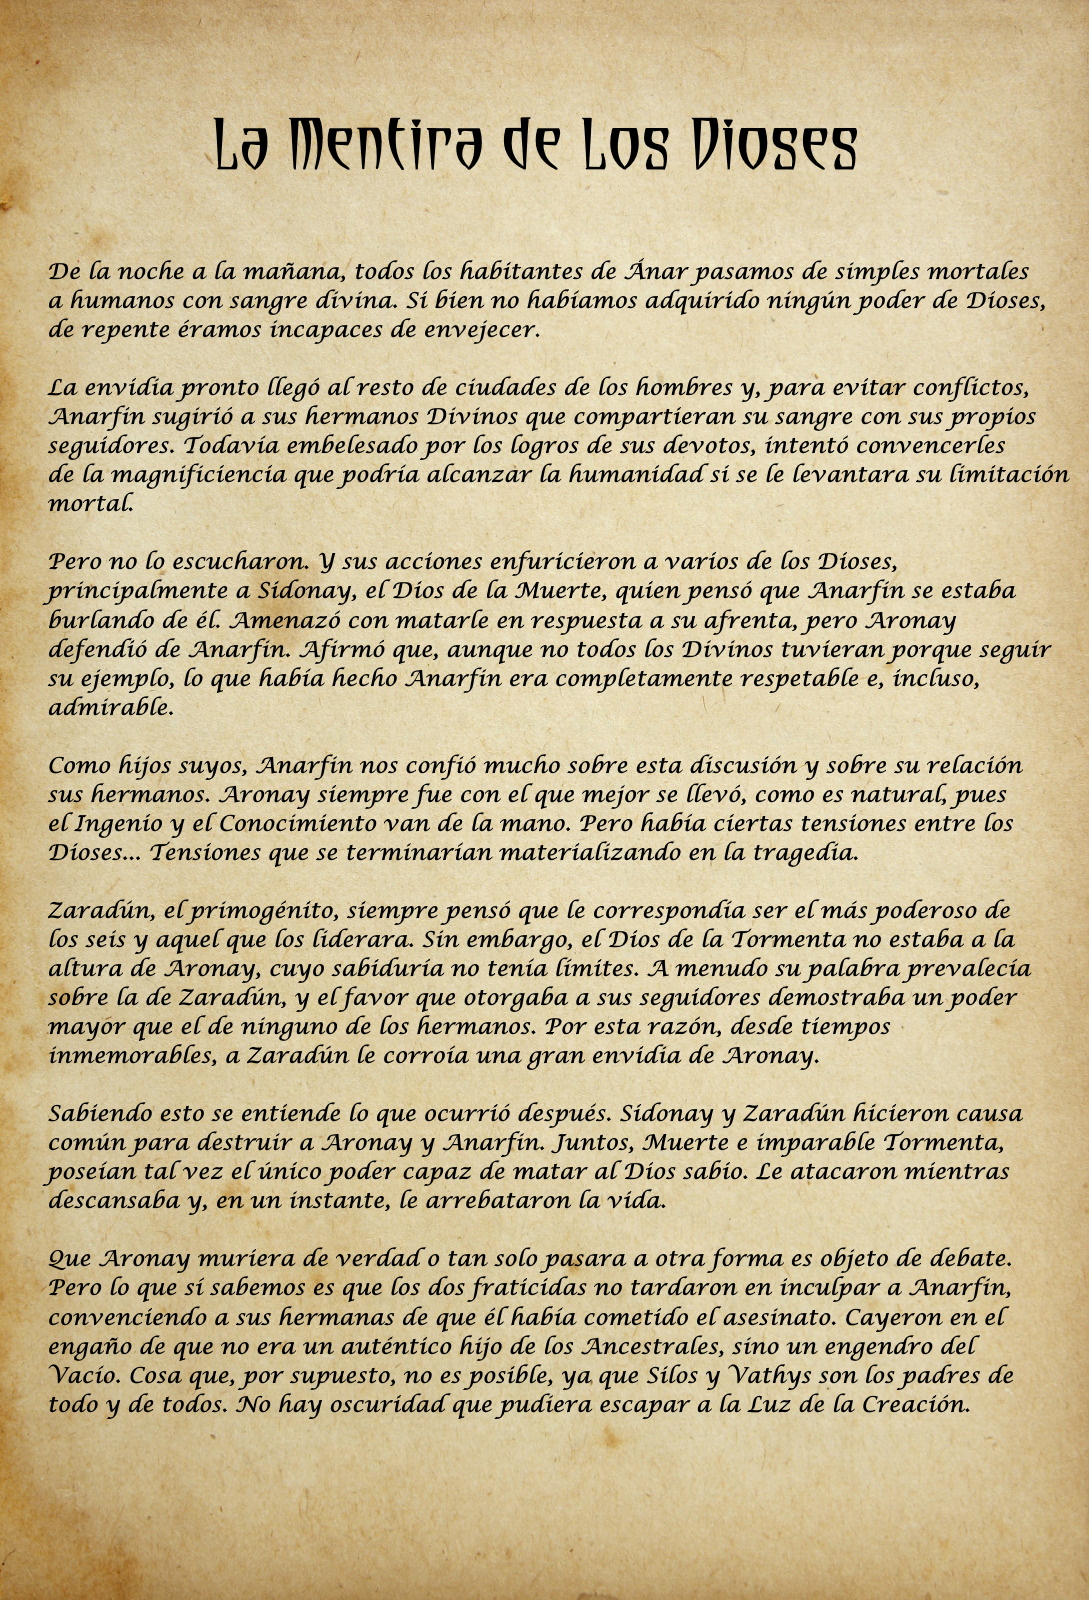 La Mentira de Los Dioses
De la noche a la mañana, todos los habitantes de Ánar pasamos de simples mortales
a humanos con sangre divina. Si bien no habíamos adquirido ningún poder de Dioses,
de repente éramos incapaces de envejecer.
La envidia pronto llegó al resto de ciudades de los hombres y, para evitar conflictos,
Anarfin sugirió a sus hermanos Divinos que compartieran su sangre con sus propios
seguidores. Todavía embelesado por los logros de sus devotos, intentó convencerles
de la magnificiencia que podría alcanzar la humanidad si se le levantara su limitación
mortal.
Pero no lo escucharon. Y sus acciones enfuricieron a varios de los Dioses,
principalmente a Sidonay, el Dios de la Muerte, quien pensó que Anarfin se estaba
burlando de él. Amenazó con matarle en respuesta a su afrenta, pero Aronay
defendió de Anarfin. Afirmó que, aunque no todos los Divinos tuvieran porque seguir
su ejemplo, lo que había hecho Anarfin era completamente respetable e, incluso,
admirable.
Como hijos suyos, Anarfin nos confió mucho sobre esta discusión y sobre su relación
sus hermanos. Aronay siempre fue con el que mejor se llevó, como es natural, pues
el Ingenio y el Conocimiento van de la mano. Pero había ciertas tensiones entre los
Dioses... Tensiones que se terminarían materializando en la tragedia.
Zaradún, el primogénito, siempre pensó que le correspondía ser el más poderoso de
los seis y aquel que los liderara. Sin embargo, el Dios de la Tormenta no estaba a la
altura de Aronay, cuyo sabiduría no tenía límites. A menudo su palabra prevalecía
sobre la de Zaradún, y el favor que otorgaba a sus seguidores demostraba un poder
mayor que el de ninguno de los hermanos. Por esta razón, desde tiempos
inmemorables, a Zaradún le corroía una gran envidia de Aronay.
Sabiendo esto se entiende lo que ocurrió después. Sidonay y Zaradún hicieron causa
común para destruir a Aronay y Anarfin. Juntos, Muerte e imparable Tormenta,
poseían tal vez el único poder capaz de matar al Dios sabio. Le atacaron mientras
descansaba y, en un instante, le arrebataron la vida.
Que Aronay muriera de verdad o tan solo pasara a otra forma es objeto de debate.
Pero lo que sí sabemos es que los dos fraticidas no tardaron en inculpar a Anarfin,
convenciendo a sus hermanas de que él había cometido el asesinato. Cayeron en el
engaño de que no era un auténtico hijo de los Ancestrales, sino un engendro del
Vacío. Cosa que, por supuesto, no es posible, ya que Silos y Vathys son los padres de
todo y de todos. No hay oscuridad que pudiera escapar a la Luz de la Creación.